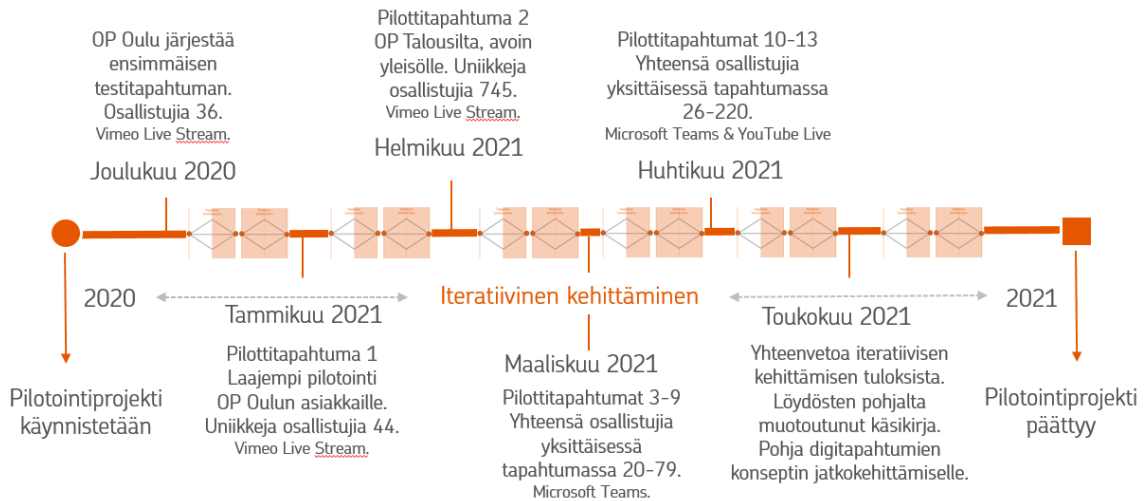 OP Oulu järjestää
ensimmäisen
testitapahtuman.
Osallistujia 36.
Vimeo Live Stream.
Joulukuu 2020
Pilottitapahtuma 2
OP Talousilta, avoin
yleisölle. Uniikkeja
osallistujia 745.
Vimeo Live Stream.
Helmikuu 2021
Pilottitapahtumat 10-13
Yhteensä osallistujia
yksittäisessä tapahtumassa
26-220.
Microsoft Teams & YouTube Live
Huhtikuu 2021
2020
Iteratiivinen kehittäminen
2021
Pilotointiprojekti
käynnistetään
Tammikuu 2021
Pilottitapahtuma 1
Laajempi pilotointi
OP Oulun asiakkaille.
Uniikkeja osallistujia 44.
Vimeo Live Stream.
Maaliskuu 2021
Pilottitapahtumat 3-9
Yhteensä osallistujia
yksittäisessä
tapahtumassa 20-79.
Microsoft Teams.
Toukokuu 2021
Yhteenvetoa iteratiivisen
kehittämisen tuloksista.
Löydösten pohjalta
muotoutunut käsikirja.
Pohja digitapahtumien
konseptin jatkokehittämiselle.
Pilotointiprojekti
päättyy